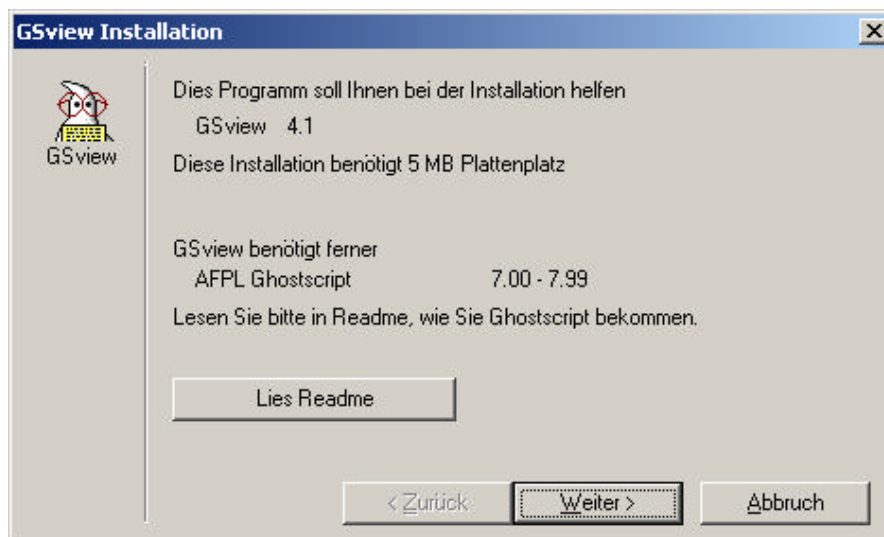 GSview Installation
GSview
Dies Programm soll Ihnen bei der Installation helfen
GSview 4.1
Diese Installation benötigt 5 MB Plattenplatz
GSview benötigt ferner
AFPL Ghostscript 7.00 - 7.99
Lesen Sie bitte in Readme, wie Sie Ghostscript bekommen.
Lies Readme
< Zurück Weiter > Abbruch